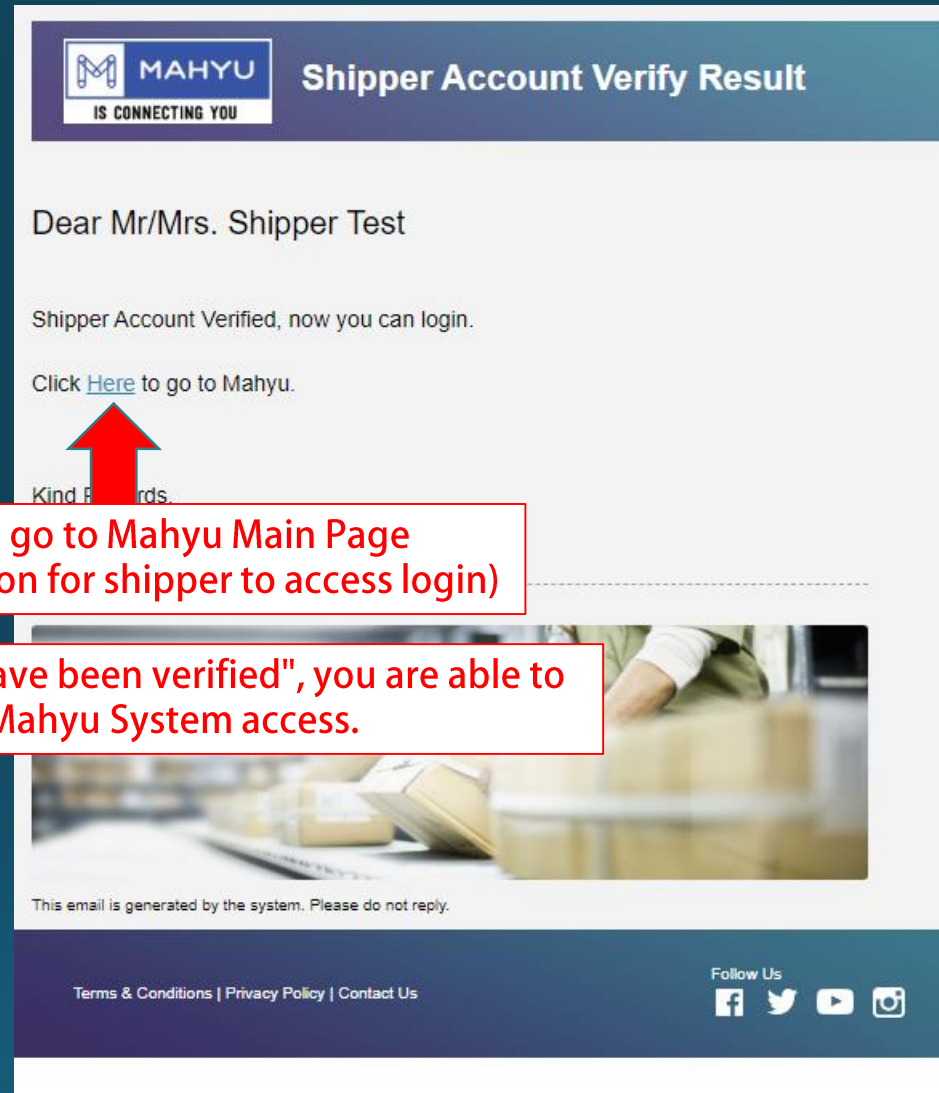 MAHYU
IS CONNECTING YOU
Shipper Account Verify Result
Dear Mr/Mrs. Shipper Test
Shipper Account Verified, now you can login.
Click Here to go to Mahyu.
Kind
go to Mahyu Main Page
on for shipper to access login)
ave been verified", you are able to
Mahyu System access.
This email is generated by the system. Please do not reply.
Terms & Conditions | Privacy Policy | Contact Us
Follow Us